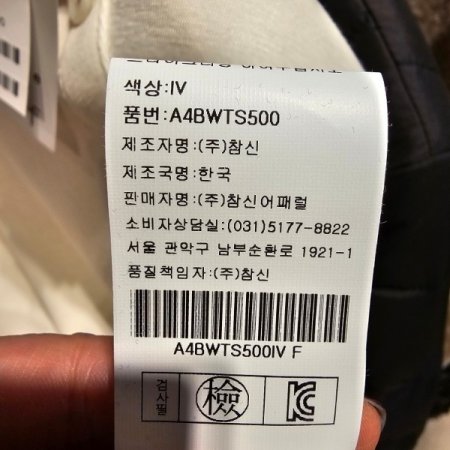 색상:IV
품번:A4BWTS500
제조자명:(주)참신
제조국명:한국
판매자명:(주)참신어패럴
소비자상담실:(031)5177-8822
서울 관악구 남부순환로 1921-1
품질책임자:(주)참신
A4BWTS500IV F
검사필
檢
KC